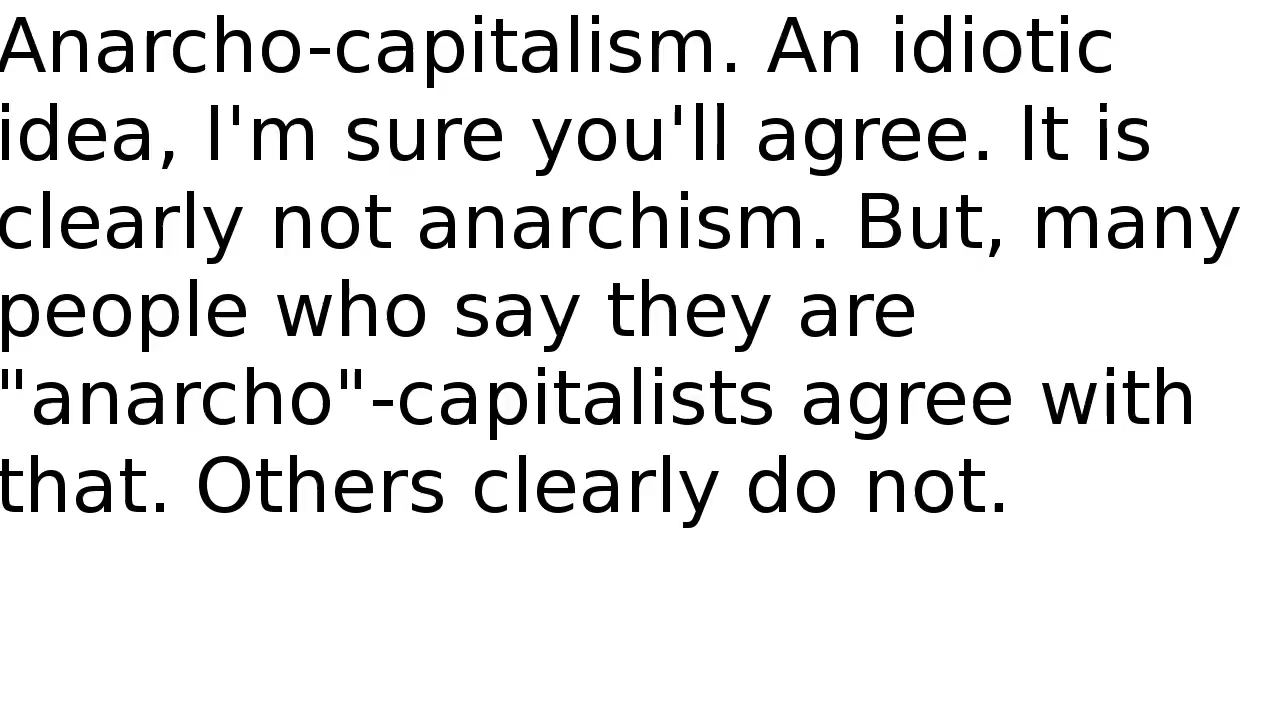 Anarcho-capitalism. An idiotic
idea, I'm sure you'll agree. It is
clearly not anarchism. But, many
people who say they are
"anarcho"-capitalists agree with
that. Others clearly do not.